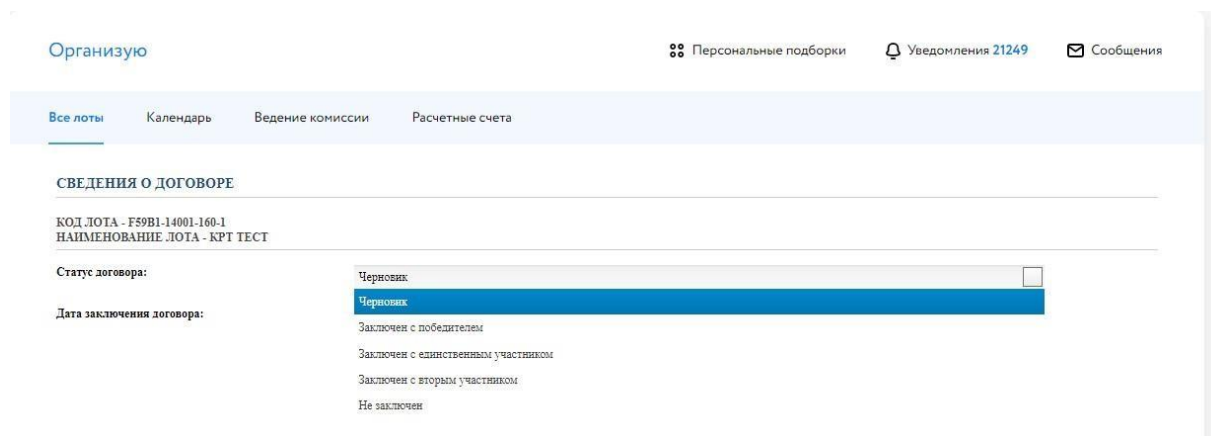 Организую
Персональные подборки
Уведомления 21249
Сообщения
Все лоты
Календарь
Ведение комиссии
Расчетные счета
СВЕДЕНИЯ О ДОГОВОРЕ
КОД ЛОТА - F59B1-14001-160-1
НАИМЕНОВАНИЕ ЛОТА - КРТ ТЕСТ
Статус договора:
Черновик
Черновик
Дата заключения договора:
Заключен с победителем
Заключен с единственным участником
Заключен с вторым участником
Не заключен